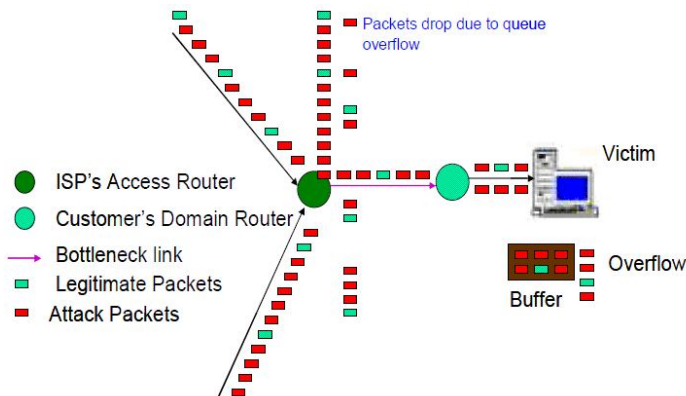 Packets drop due to queue
overflow
Victim
ISP's Access Router
Customer's Domain Router
Bottleneck link
Legitimate Packets
Attack Packets
Overflow
Buffer